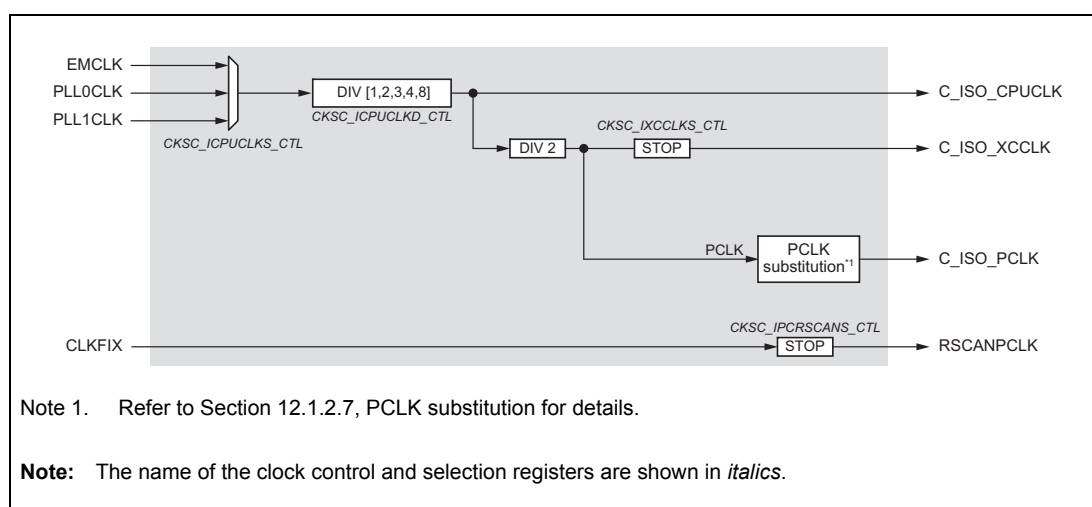 EMCLK
PLL0CLK
PLL1CLK
CKSC_ICPUCLKS_CTL
DIV [1,2,3,4,8]
CKSC_ICPUCLKD_CTL
C_ISO_CPUCLK
DIV 2
CKSC_IXCCLKS_CTL
STOP
C_ISO_XCCLK
PCLK
PCLK
substitution*1
C_ISO_PCLK
CLKFIX
CKSC_IPCRSCANS_CTL
STOP
RSCANPCLK
Note 1. Refer to Section 12.1.2.7, PCLK substitution for details.
Note: The name of the clock control and selection registers are shown in italics.